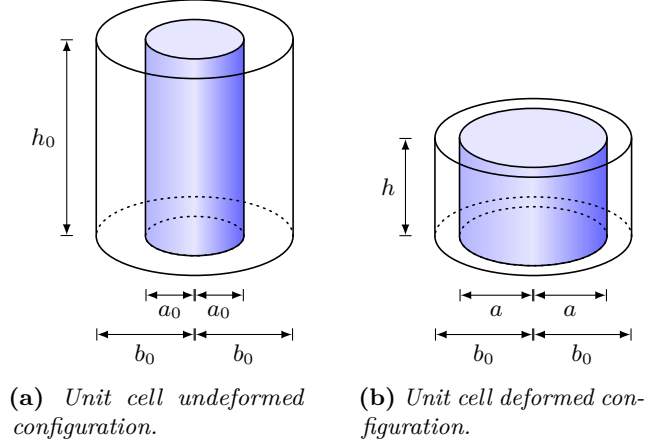 h₀
h
a₀ a₀
a a
b₀ b₀
b₀ b₀
(a) Unit cell undeformed
configuration.
(b) Unit cell deformed con-
figuration.